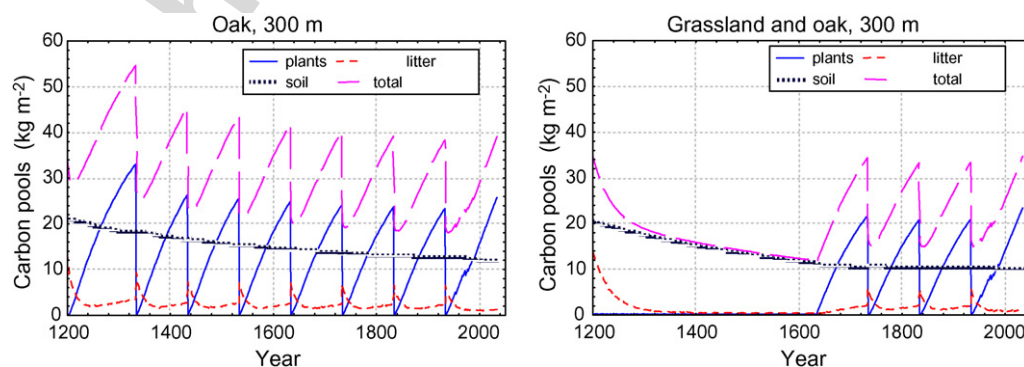 Oak, 300 m
60
50
40
30
20
10
0
Carbon pools (kg m-2)
plants litter
soil total
1200 1400 1600 1800 2000
Year
Grassland and oak, 300 m
60
50
40
30
20
10
0
Carbon pools (kg m-2)
plants litter
soil total
1200 1400 1600 1800 2000
Year